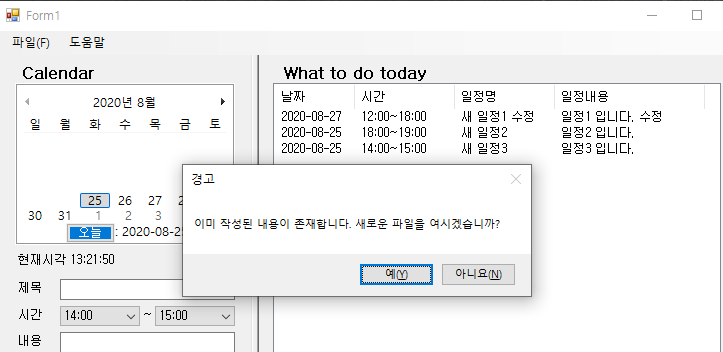 Form1
파일(F) 도움말
Calendar
2020년 8월
일 월 화 수 목 금 토
25 26 27
30 31 1 2 3
오늘 : 2020-08-25
현재시각 13:21:50
제목
시간 14:00 ~ 15:00
내용
What to do today
날짜 시간 일정명 일정내용
2020-08-27 12:00~18:00 새 일정1 수정 일정1 입니다. 수정
2020-08-25 18:00~19:00 새 일정2 일정2 입니다.
2020-08-25 14:00~15:00 새 일정3 일정3 입니다.
경고
이미 작성된 내용이 존재합니다. 새로운 파일을 여시겠습니까?
예(Y) 아니요(N)